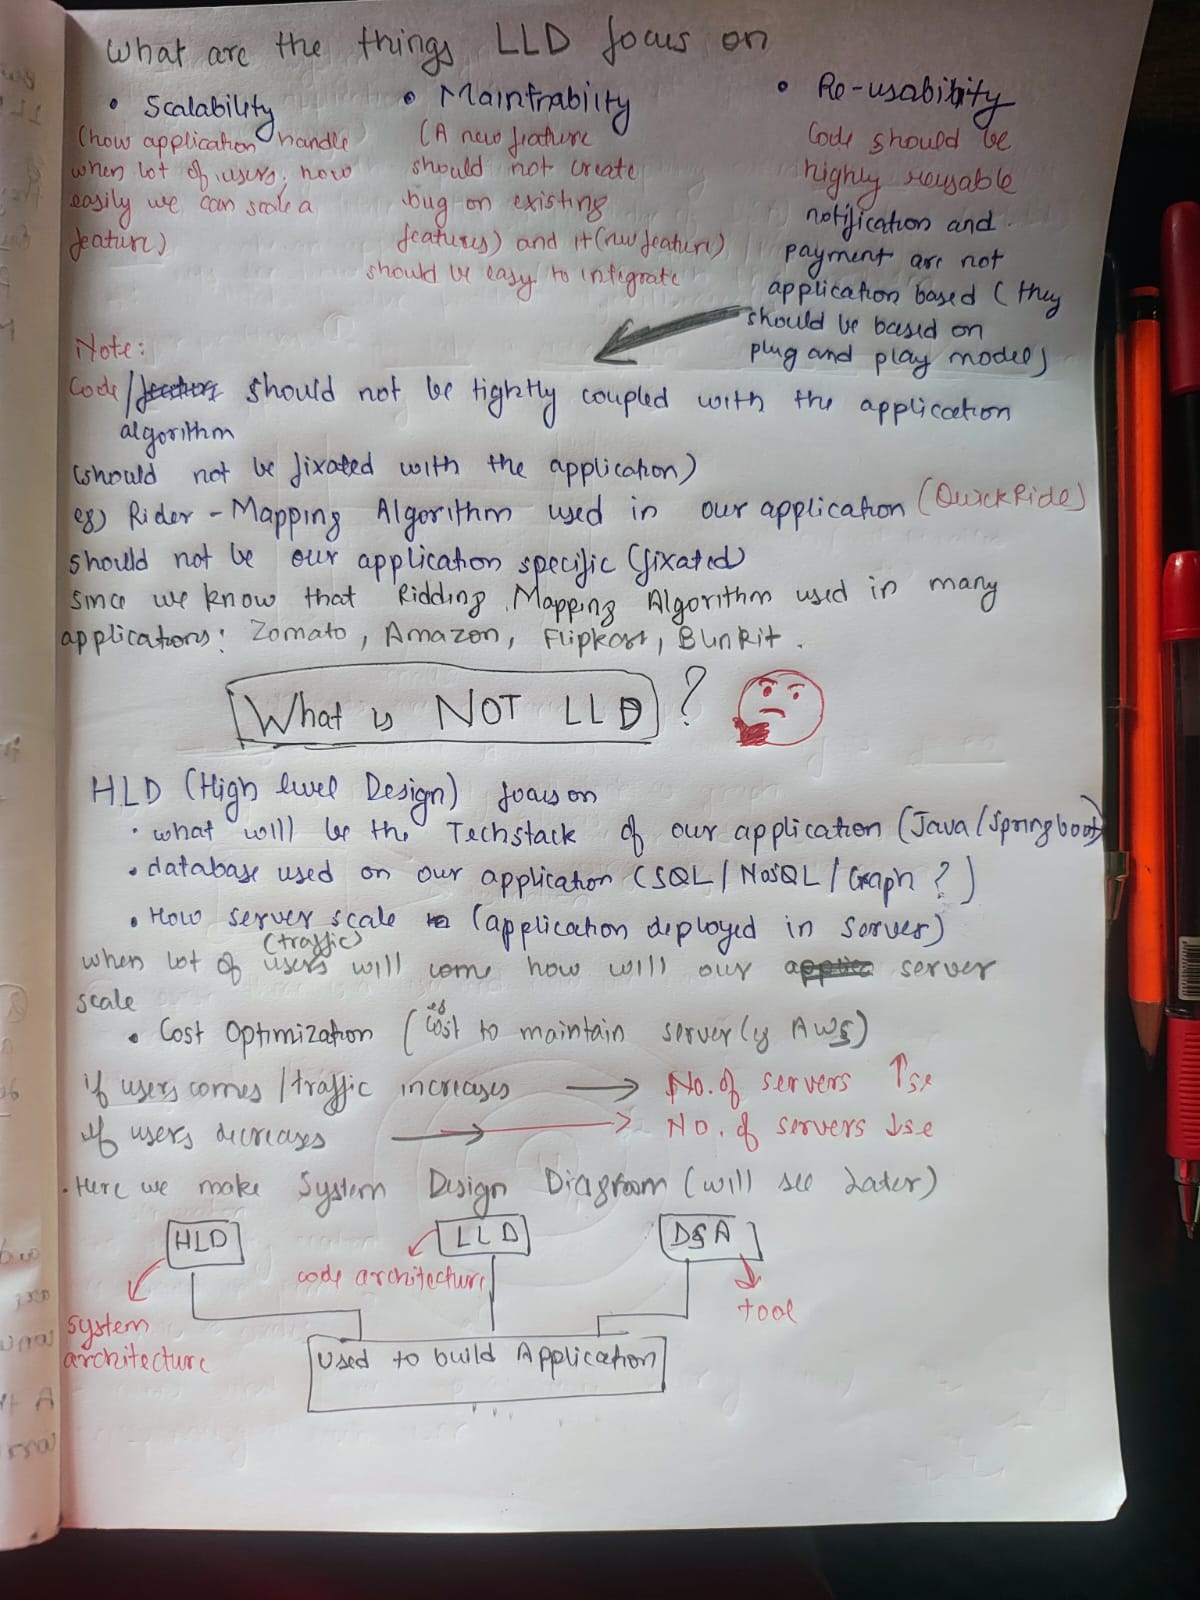 What are the things LLD focus on
• Scalability
(how application handle
when lot of users, how
easily we can scale a
feature)
• Maintnabilty
(A new feature
should not create
bug on existing
features) and it (new feature)
should be easy to integrate
• Re-usability
Code should be
highly reusable
notification and
payment are not
application based (they
should be based on
plug and play model)
Note:
Code/ should not be tightly coupled with the application
algorithm
(should not be fixated with the application)
eg) Rider-Mapping Algorithm used in our application (QuickRide)
should not be our application specific (fixated)
since we know that Ridding Mapping Algorithm used in many
applications: Zomato, Amazon, Flipkart, BlinKit.
What is NOT LLD ?
HLD (High level Design) focus on
• what will be the Techstack of our application (Java/Springboot)
• database used on our application (SQL/NoSQL/Graph?)
• How server scale (application deployed in server)
(traffic)
when lot of users will come how will our server
scale
• Cost Optimization (cost to maintain server (eg AWS)
if users comes/traffic increases → No. of servers ↑se
if users decreases → No. of servers ↓se
• Here we make System Design Diagram (will see Later)
HLD LLD DSA
code architecture
tool
system
architecture
Used to build Application